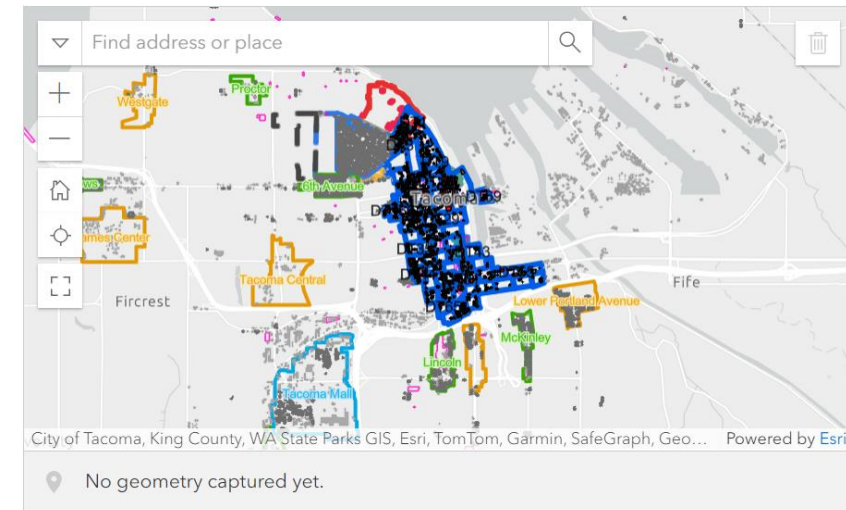 Find address or place
Westgate
Proctor
6th Avenue
Tacoma
James Center
Tacoma Central
Fircrest
Fife
Lower Portland Avenue
McKinley
Lincoln
Tacoma Mall
City of Tacoma, King County, WA State Parks GIS, Esri, TomTom, Garmin, SafeGraph, Geo... Powered by Esri
No geometry captured yet.